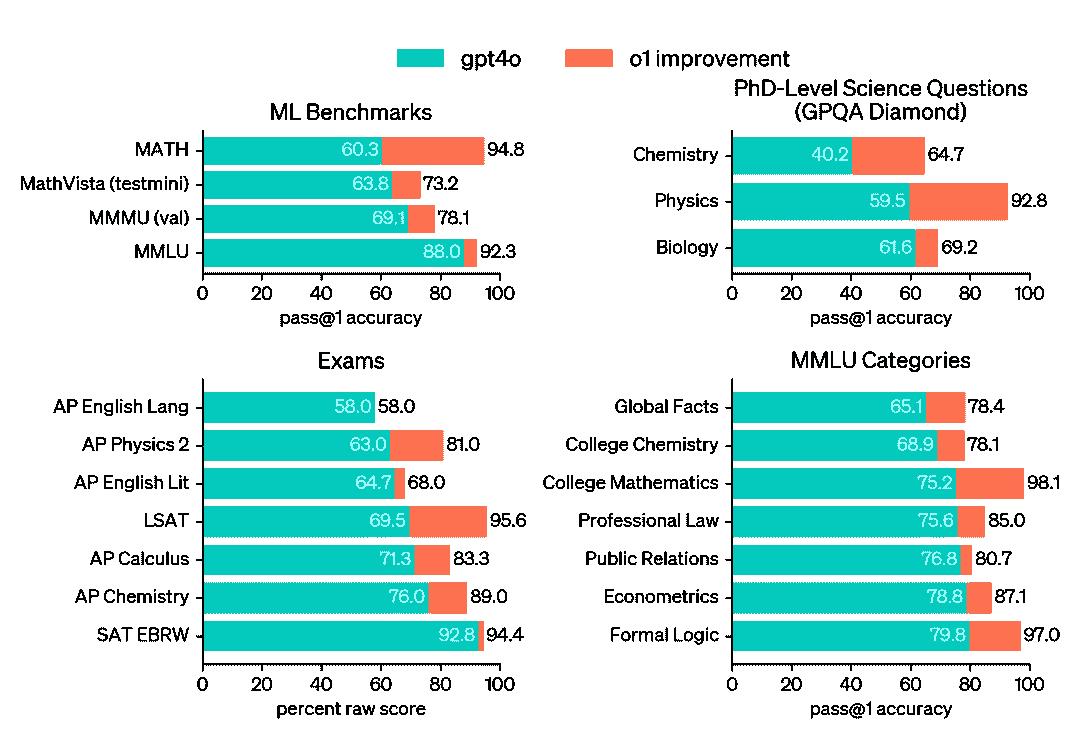 gpt4o
o1 improvement
ML Benchmarks
MATH 60.3 94.8
MathVista (testmini) 63.8 73.2
MMMU (val) 69.1 78.1
MMLU 88.0 92.3
0 20 40 60 80 100
pass@1 accuracy
PhD-Level Science Questions
(GPQA Diamond)
Chemistry 40.2 64.7
Physics 59.5 92.8
Biology 61.6 69.2
0 20 40 60 80 100
pass@1 accuracy
Exams
AP English Lang 58.0 58.0
AP Physics 2 63.0 81.0
AP English Lit 64.7 68.0
LSAT 69.5 95.6
AP Calculus 71.3 83.3
AP Chemistry 76.0 89.0
SAT EBRW 92.8 94.4
0 20 40 60 80 100
percent raw score
MMLU Categories
Global Facts 65.1 78.4
College Chemistry 68.9 78.1
College Mathematics 75.2 98.1
Professional Law 75.6 85.0
Public Relations 76.8 80.7
Econometrics 78.8 87.1
Formal Logic 79.8 97.0
0 20 40 60 80 100
pass@1 accuracy